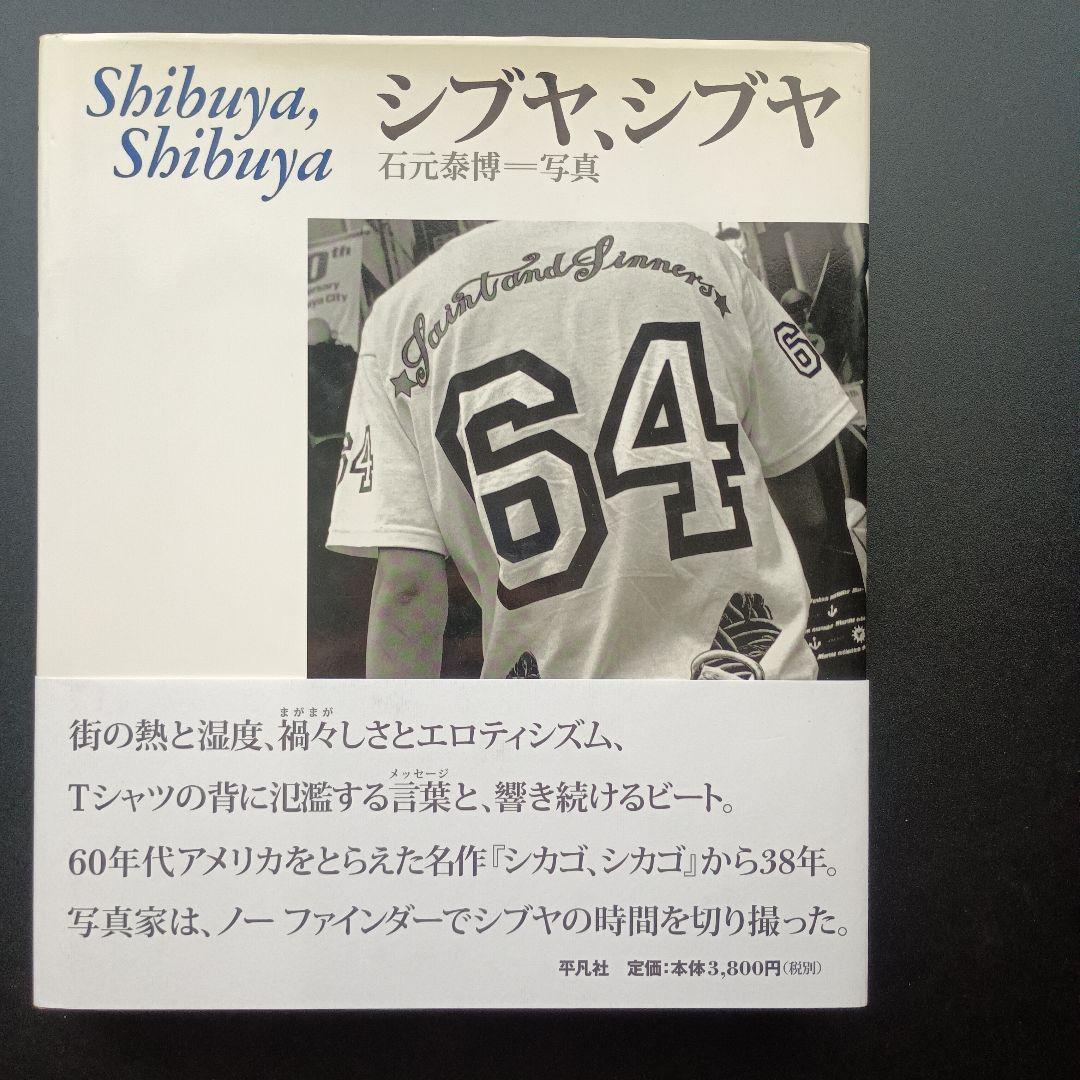 Shibuya,
Shibuya
シブヤ、シブヤ
石元泰博＝写真
0th
ersary
ya City
Saint and Sinners
64
6
64
街の熱と湿度、禍々しさとエロティシズム、
まがまが
Tシャツの背に氾濫する言葉と、響き続けるビート。
メッセージ
60年代アメリカをとらえた名作『シカゴ、シカゴ』から38年。
写真家は、ノー ファインダーでシブヤの時間を切り撮った。
平凡社　定価：本体3,800円（税別）